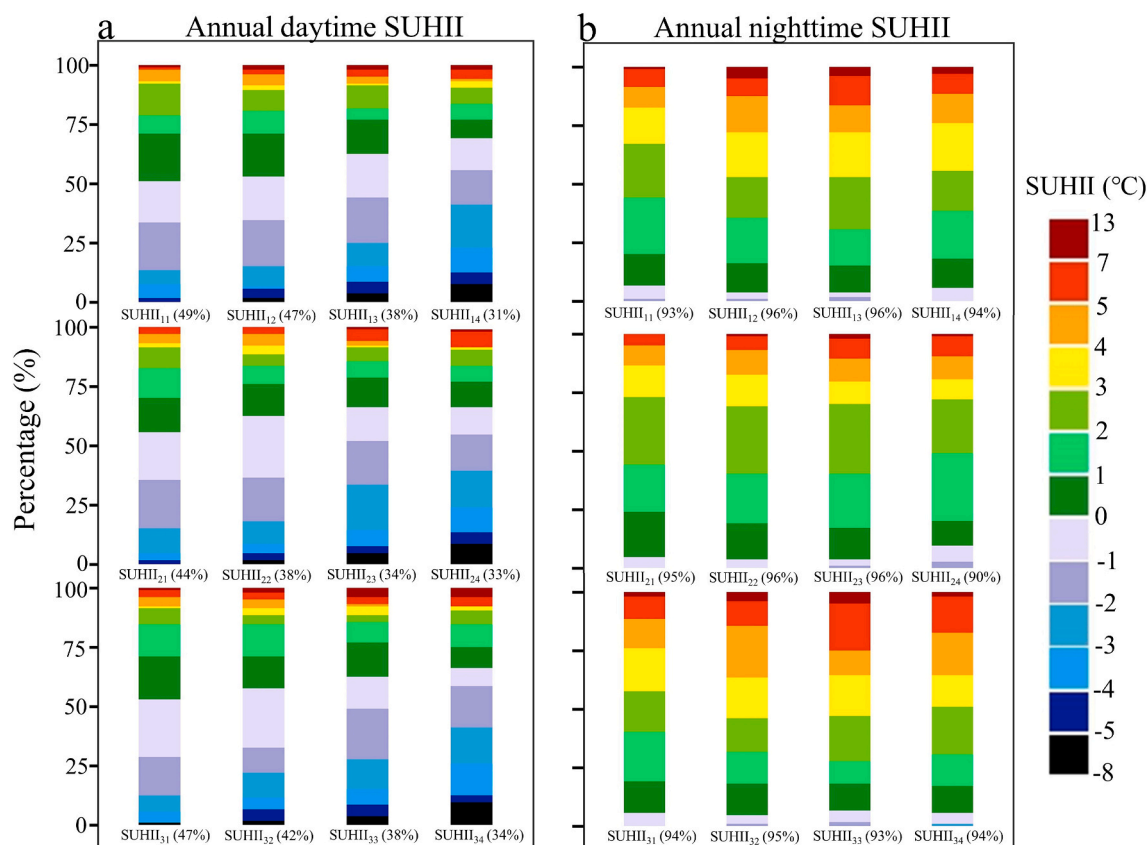 a Annual daytime SUHII
b Annual nighttime SUHII
Percentage (%)
100
75
50
25
0
SUHII11 (49%) SUHII12 (47%) SUHII13 (38%) SUHII14 (31%)
SUHII11 (93%) SUHII12 (96%) SUHII13 (96%) SUHII14 (94%)
100
75
50
25
0
SUHII21 (44%) SUHII22 (38%) SUHII23 (34%) SUHII24 (33%)
SUHII21 (95%) SUHII22 (96%) SUHII23 (96%) SUHII24 (90%)
100
75
50
25
0
SUHII31 (47%) SUHII32 (42%) SUHII33 (38%) SUHII34 (34%)
SUHII31 (94%) SUHII32 (95%) SUHII33 (93%) SUHII34 (94%)
SUHII (°C)
13
7
5
4
3
2
1
0
-1
-2
-3
-4
-5
-8